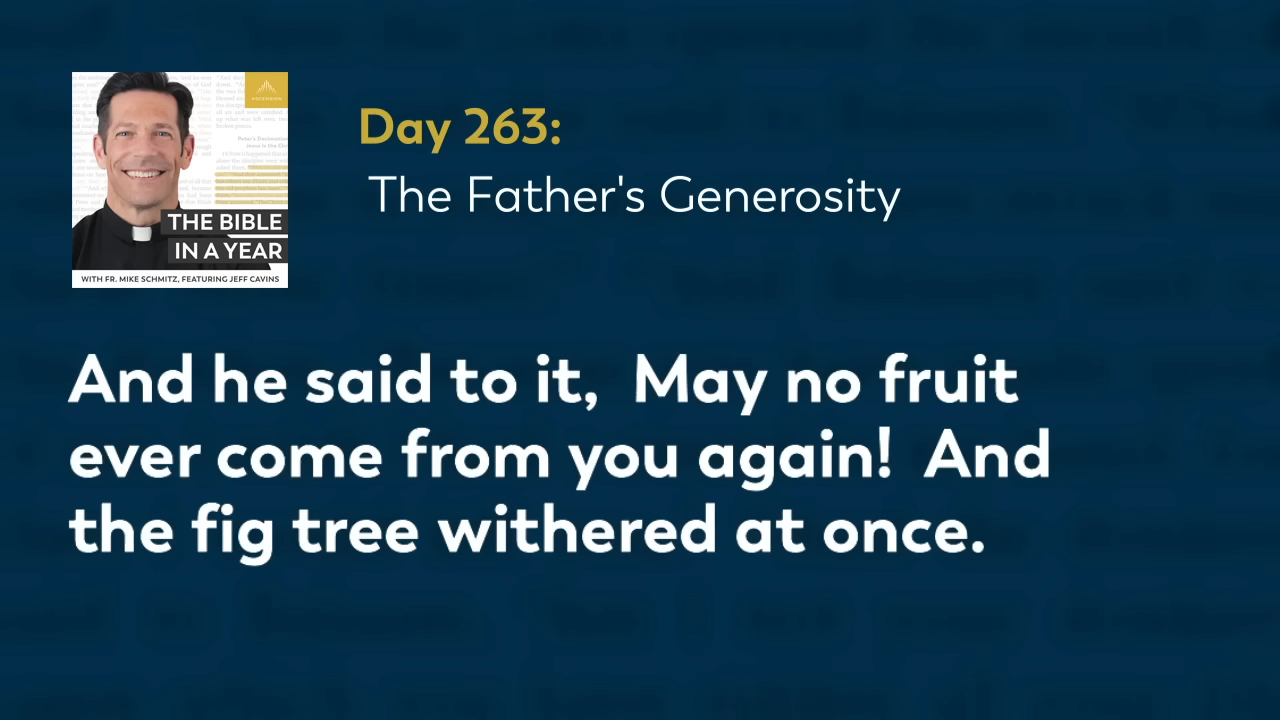 ASCENSION
THE BIBLE
IN A YEAR
WITH FR. MIKE SCHMITZ, FEATURING JEFF CAVINS
Day 263:
The Father's Generosity
And he said to it, May no fruit
ever come from you again! And
the fig tree withered at once.